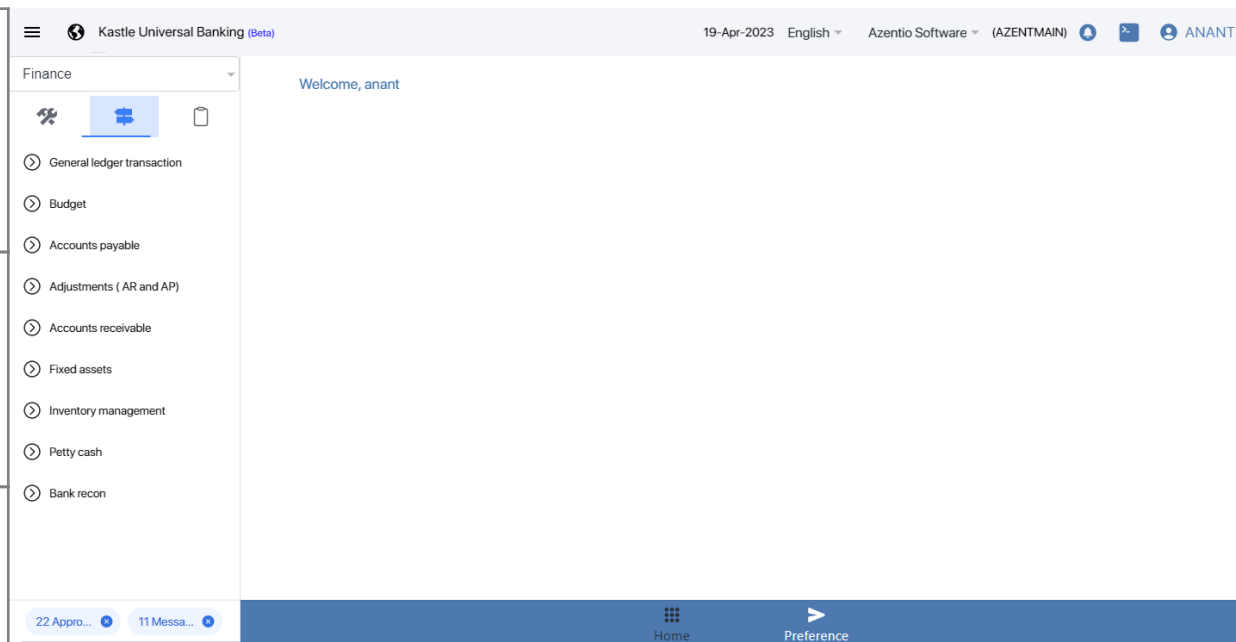 Kastle Universal Banking (Beta)
19-Apr-2023 English Azentio Software (AZENTMAIN) ANANT
Finance
Welcome, anant
General ledger transaction
Budget
Accounts payable
Adjustments ( AR and AP)
Accounts receivable
Fixed assets
Inventory management
Petty cash
Bank recon
22 Appro... 11 Messa...
Home Preference